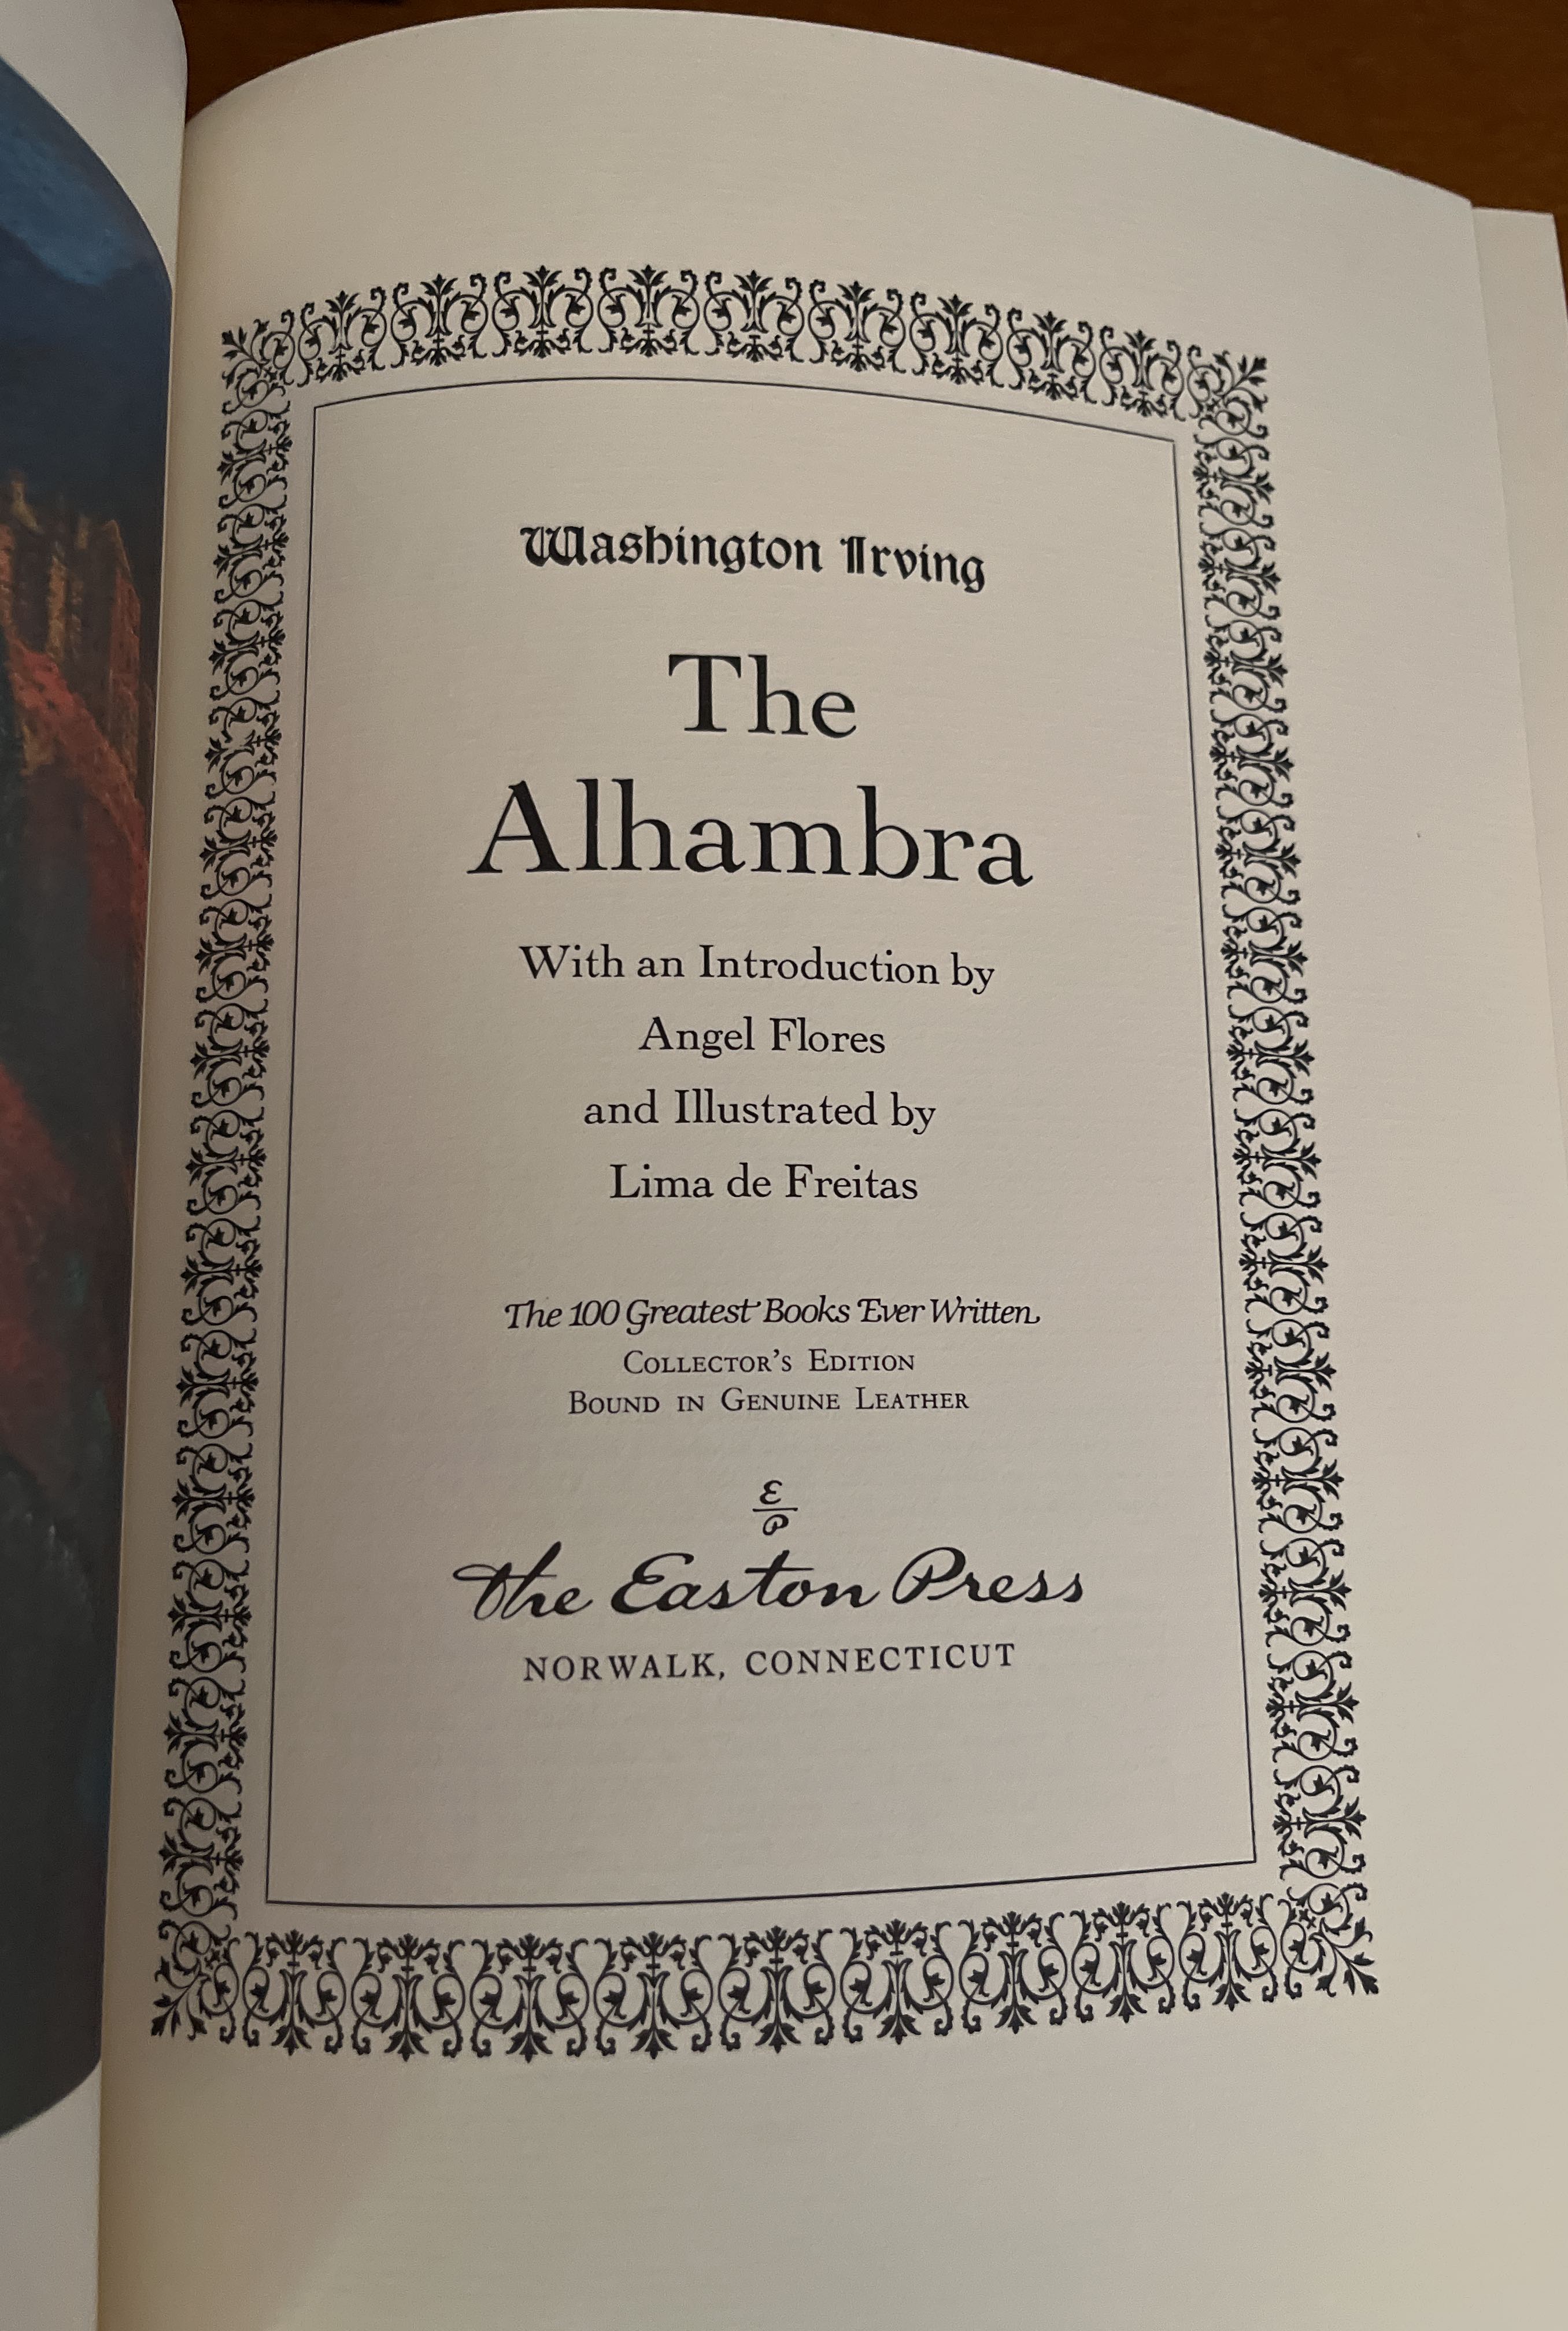 Washington Irving
The
Alhambra
With an Introduction by
Angel Flores
and Illustrated by
Lima de Freitas
The 100 Greatest Books Ever Written
Collector's Edition
Bound in Genuine Leather
E
P
The Easton Press
NORWALK, CONNECTICUT